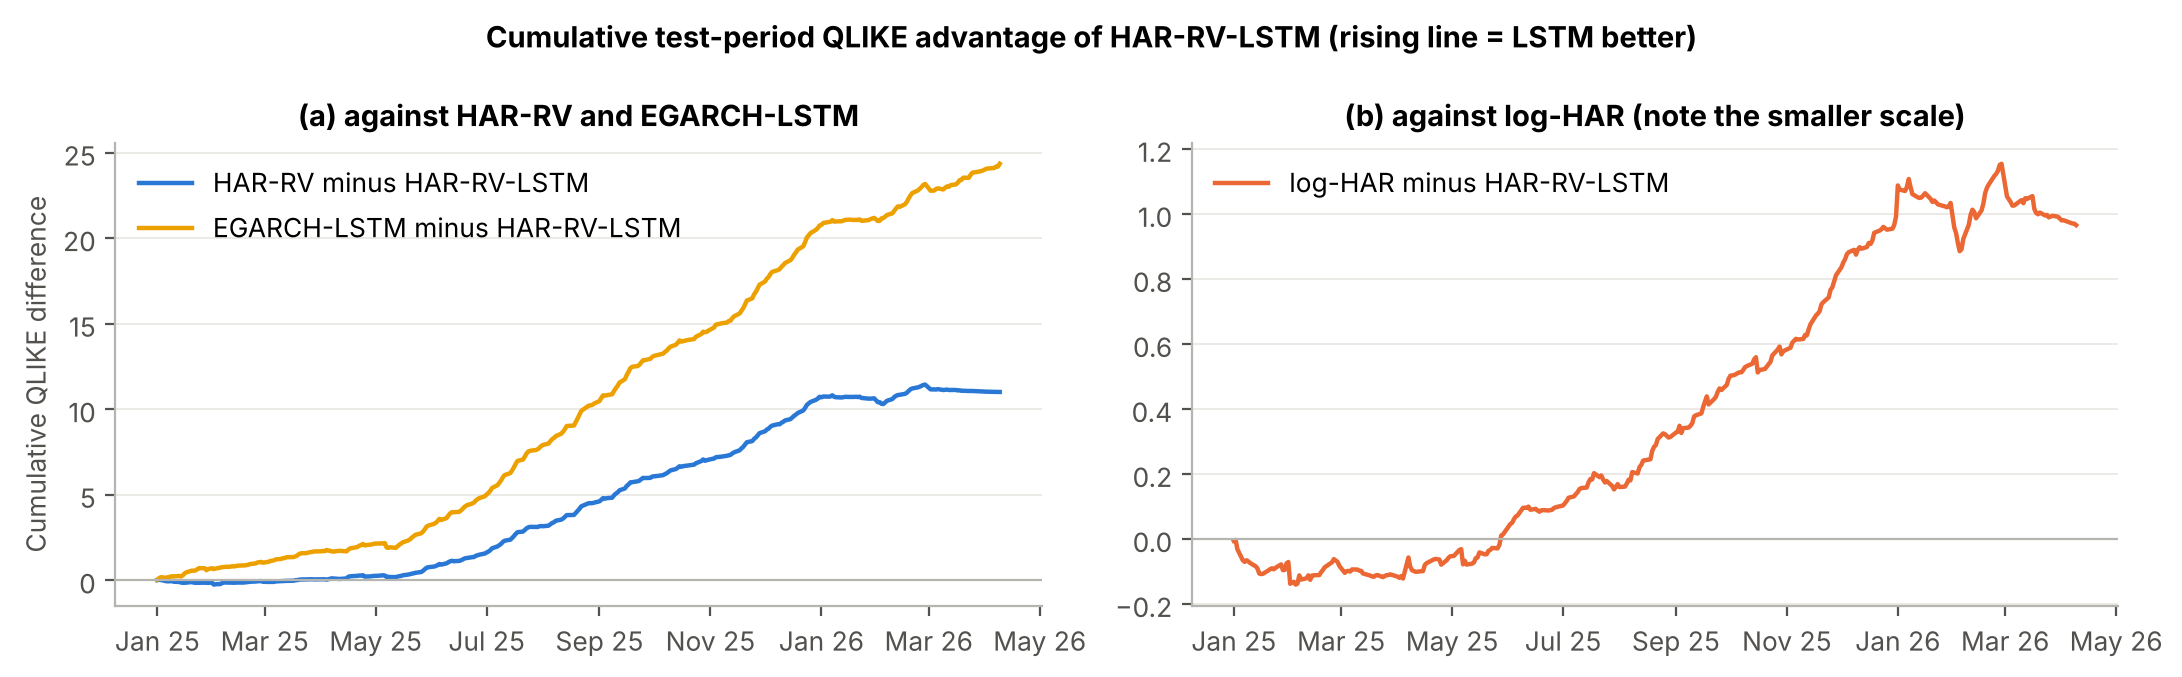 Cumulative test-period QLIKE advantage of HAR-RV-LSTM (rising line = LSTM better)
(a) against HAR-RV and EGARCH-LSTM
Cumulative QLIKE difference
25
20
15
10
5
0
HAR-RV minus HAR-RV-LSTM
EGARCH-LSTM minus HAR-RV-LSTM
Jan 25 Mar 25 May 25 Jul 25 Sep 25 Nov 25 Jan 26 Mar 26 May 26
(b) against log-HAR (note the smaller scale)
1.2
1.0
0.8
0.6
0.4
0.2
0.0
−0.2
log-HAR minus HAR-RV-LSTM
Jan 25 Mar 25 May 25 Jul 25 Sep 25 Nov 25 Jan 26 Mar 26 May 26